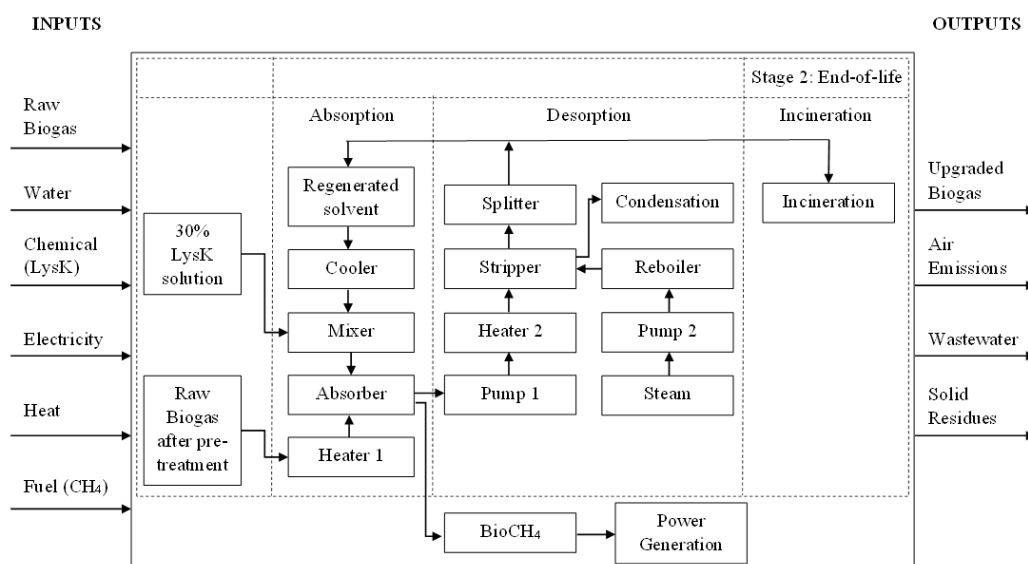 INPUTS
OUTPUTS
Raw
Biogas
Water
Chemical
(LysK)
Electricity
Heat
Fuel (CH₄)
30%
LysK
solution
Raw
Biogas
after pre-
treatment
Absorption
Regenerated
solvent
Cooler
Mixer
Absorber
Heater 1
Desorption
Splitter
Condensation
Stripper
Reboiler
Heater 2
Pump 2
Pump 1
Steam
BioCH₄
Power
Generation
Stage 2: End-of-life
Incineration
Incineration
Upgraded
Biogas
Air
Emissions
Wastewater
Solid
Residues